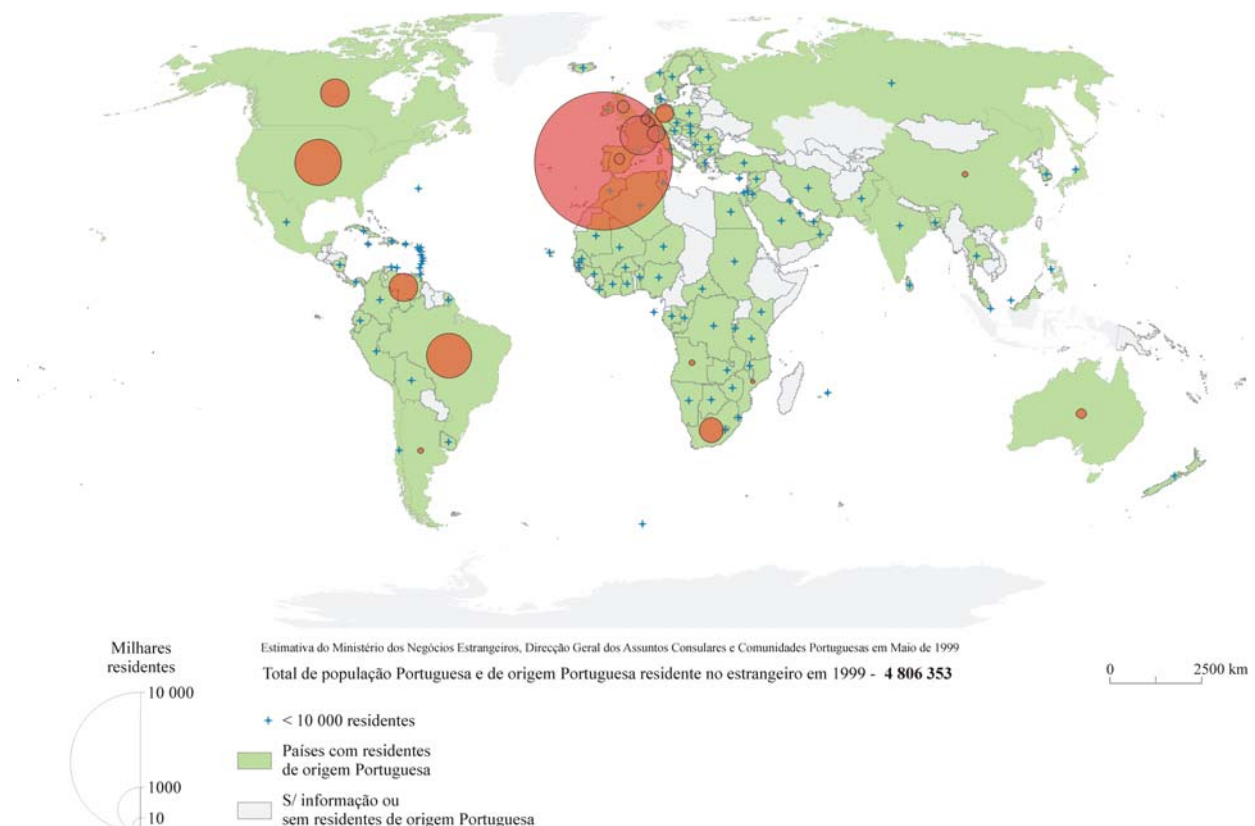 Milhares
residentes
10 000
1000
10
Estimativa do Ministério dos Negócios Estrangeiros, Direcção Geral dos Assuntos Consulares e Comunidades Portuguesas em Maio de 1999
Total de população Portuguesa e de origem Portuguesa residente no estrangeiro em 1999 - 4 806 353
0 2500 km
< 10 000 residentes
Países com residentes
de origem Portuguesa
S/ informação ou
sem residentes de origem Portuguesa